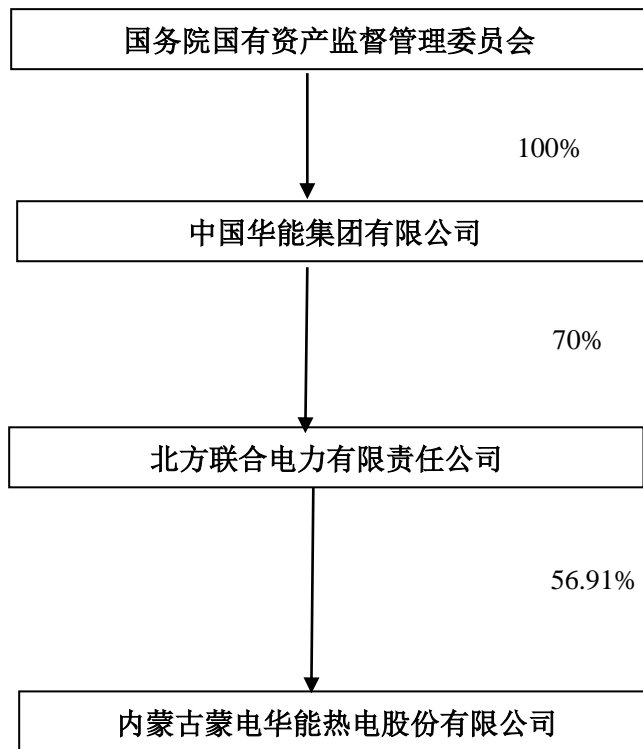 国务院国有资产监督管理委员会
100%
中国华能集团有限公司
70%
北方联合电力有限责任公司
56.91%
内蒙古蒙电华能热电股份有限公司